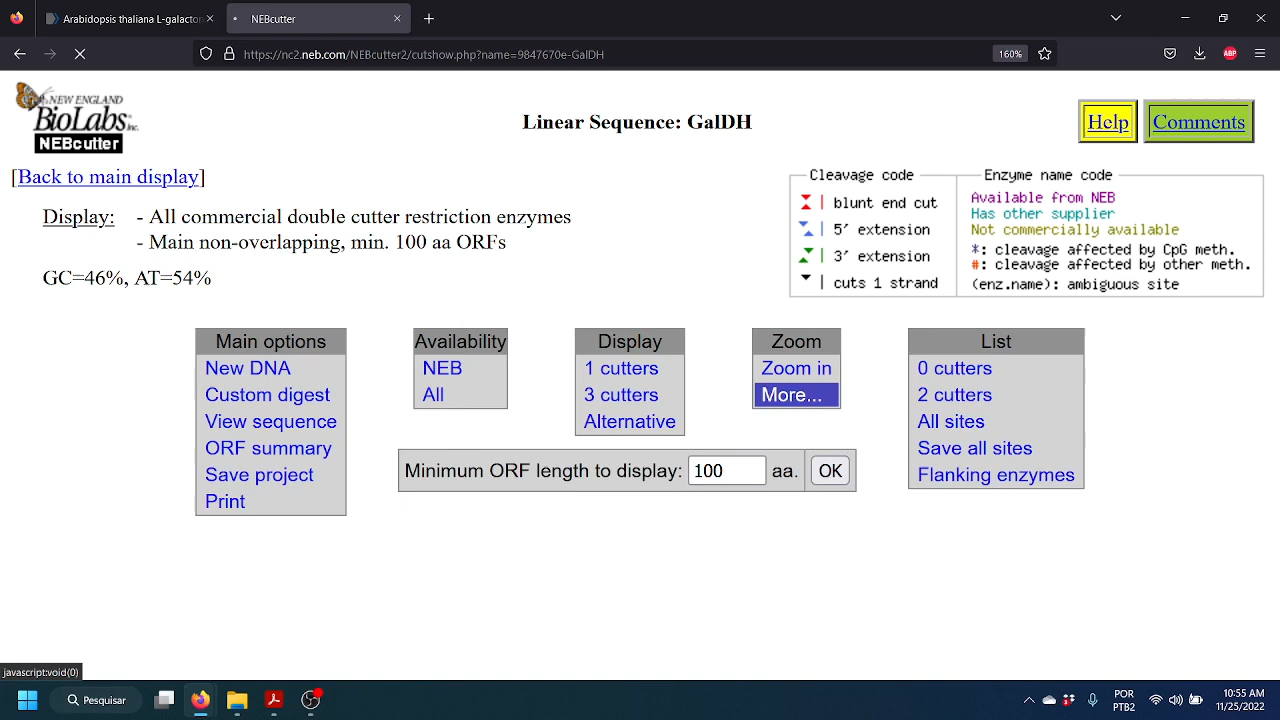 Arabidopsis thaliana L-galacton
NEBcutter
https://nc2.neb.com/NEBcutter2/cutshow.php?name=9847670e-GalDH
160%
ABP
NEW ENGLAND
BioLabs Inc.
NEBcutter
Linear Sequence: GalDH
Help
Comments
[Back to main display]
Display: - All commercial double cutter restriction enzymes
- Main non-overlapping, min. 100 aa ORFs
GC=46%, AT=54%
Cleavage code
blunt end cut
5′ extension
3′ extension
cuts 1 strand
Enzyme name code
Available from NEB
Has other supplier
Not commercially available
*: cleavage affected by CpG meth.
#: cleavage affected by other meth.
(enz.name): ambiguous site
Main options
New DNA
Custom digest
View sequence
ORF summary
Save project
Print
Availability
NEB
All
Display
1 cutters
3 cutters
Alternative
Zoom
Zoom in
More...
List
0 cutters
2 cutters
All sites
Save all sites
Flanking enzymes
Minimum ORF length to display: 100 aa. OK
javascript:void(0)
Pesquisar
POR
PTB2
10:55 AM
11/25/2022